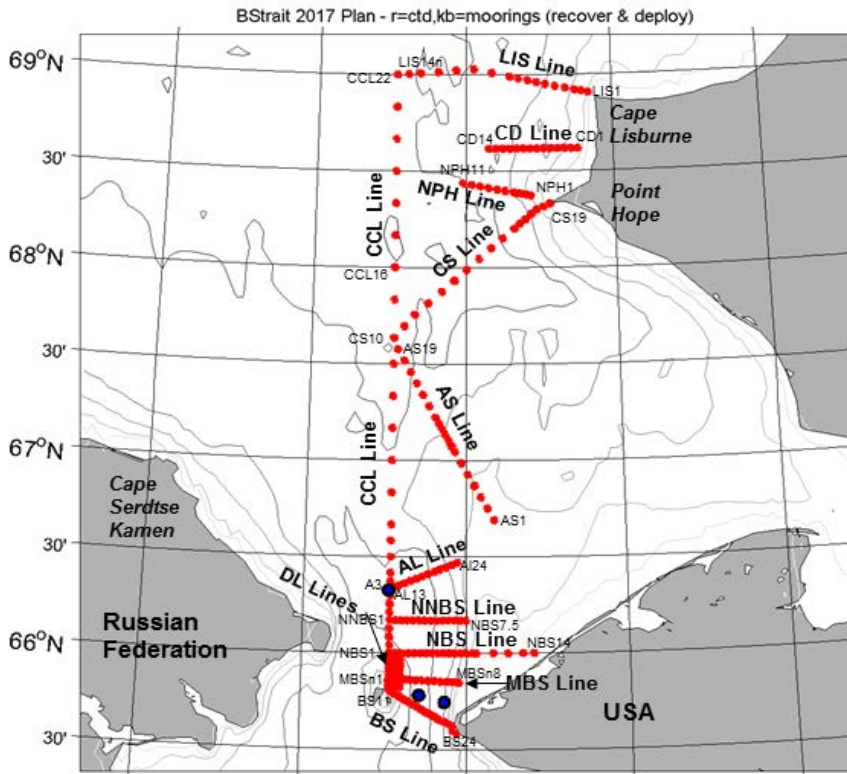 BStrait 2017 Plan - r=ctd,kb=moorings (recover & deploy)
69°N
CCL22
LIS14n
LIS Line
LIS1
Cape
Lisburne
CD14
CD Line
CD1
30'
NPH11
NPH Line
NPH1
Point
Hope
CCL Line
CS Line
CS19
68°N
CCL16
CS10
AS19
30'
AS Line
CCL Line
67°N
Cape
Serdtse
Kamen
AS1
30'
AL Line
Al24
A3
AL13
DL Lines
NNBS Line
NNBS1
NBS7.5
Russian
Federation
66°N
NBS Line
NBS1
NBS14
MBSn1
MBSn8
MBS Line
BS11
USA
BS Line
BS24
30'